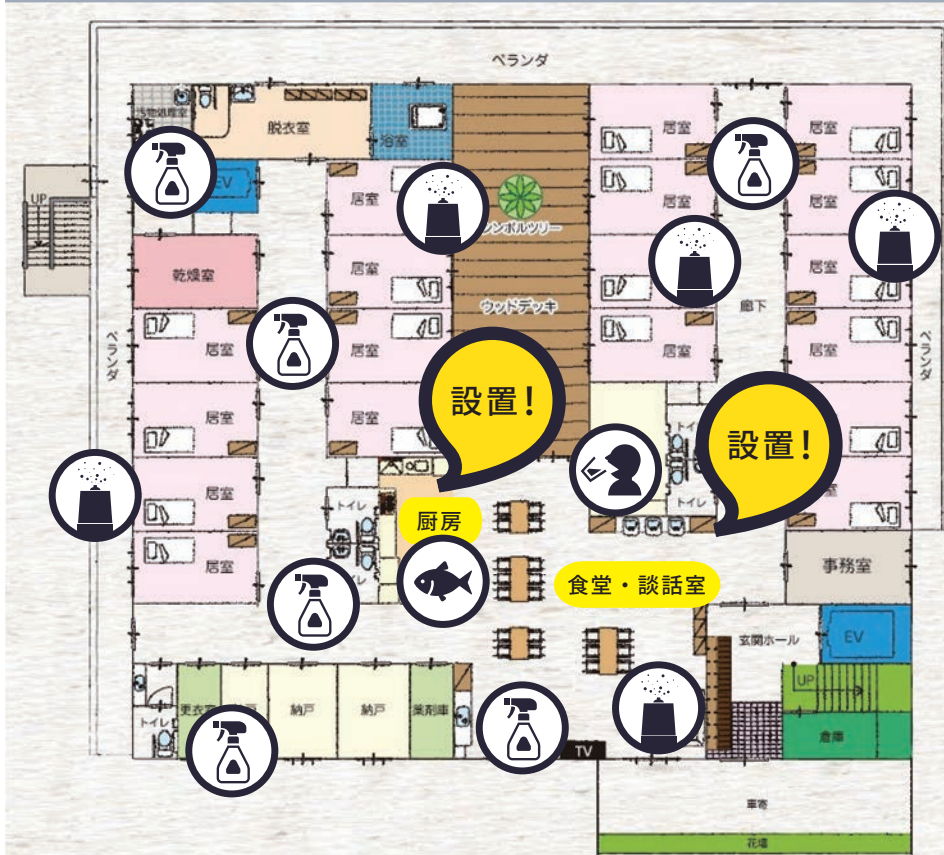 ベランダ
脱衣室
浴室
居室
居室
UP
EV
居室
居室
居室
シンボルツリー
乾燥室
居室
居室
居室
ウッドデッキ
廊下
ベランダ
ベランダ
居室
居室
居室
居室
設置！
居室
居室
設置！
トイレ
居室
トイレ
トイレ
厨房
居室
事務室
食堂・談話室
玄関ホール
EV
UP
更衣室
納戸
納戸
薬剤庫
トイレ
倉庫
TV
車寄
花壇